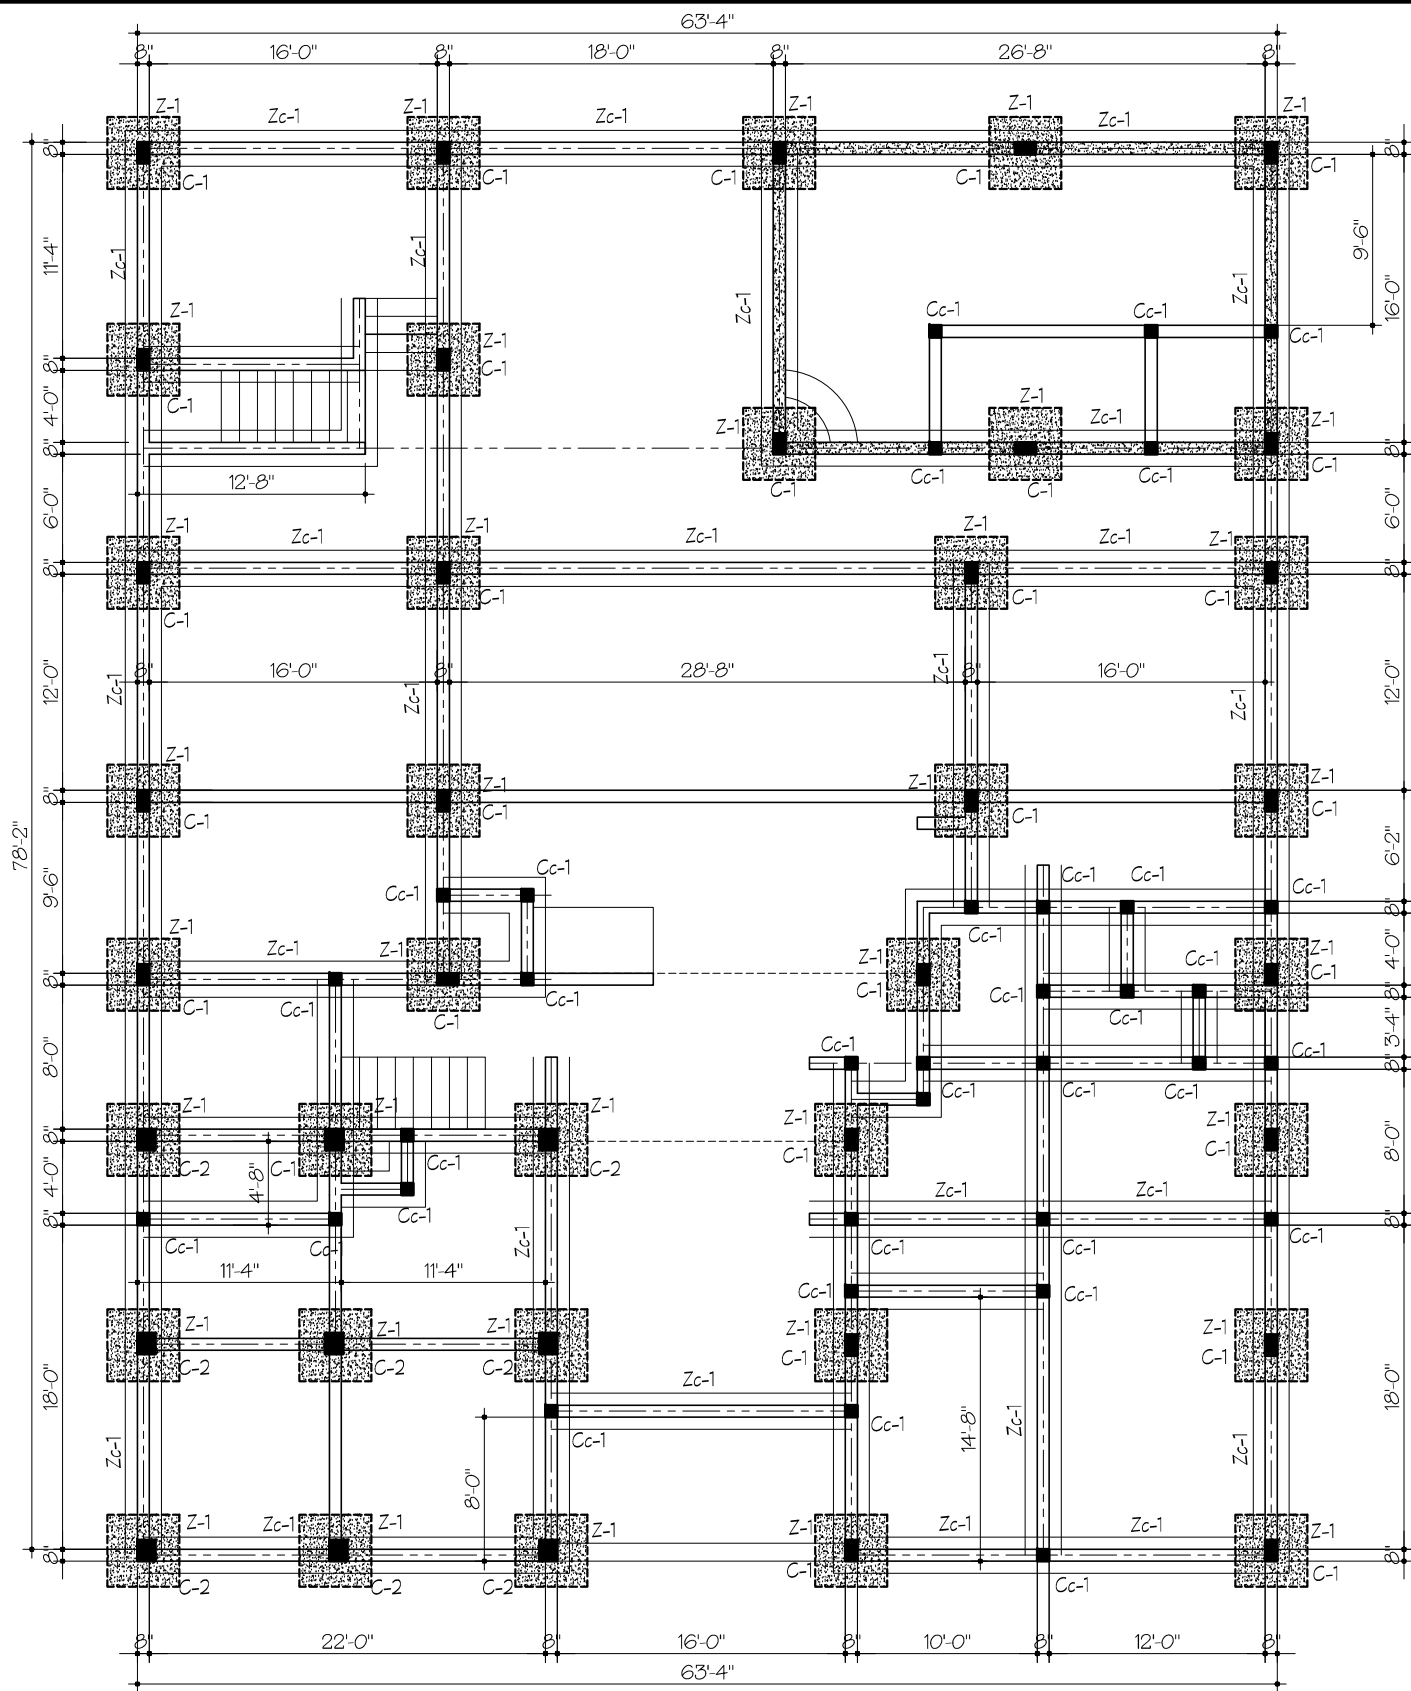 63'-4"
8" 16'-0" 8" 18'-0" 8" 26'-8" 8"
Z-1 Zc-1 Z-1 Zc-1 Z-1 Z-1 Zc-1 Z-1
8" 8"
C-1 C-1 C-1 C-1 C-1
11'-4" Zc-1 Zc-1 Zc-1 Zc-1 9'-6" 16'-0"
Z-1 Z-1 Cc-1 Cc-1 Cc-1
8" C-1 C-1
4'-0" Z-1 Z-1 Zc-1 Z-1
8" 8"
12'-8" C-1 Cc-1 C-1 Cc-1 C-1
6'-0" 6'-0"
Z-1 Zc-1 Z-1 Zc-1 Z-1 Zc-1 Z-1
8" 8"
C-1 C-1 C-1 C-1
8" 16'-0" 8" 28'-8" 8" 16'-0"
12'-0" Zc-1 Zc-1 Zc-1 Zc-1 12'-0"
Z-1 Z-1 Z-1 Z-1
8"
C-1 C-1 C-1 C-1
78'-2"
9'-6" 6'-2"
Cc-1 Cc-1 Cc-1 Cc-1 Cc-1
8"
Cc-1
Z-1 Zc-1 Z-1 Z-1 Cc-1 Z-1
4'-0"
8" C-1 Cc-1 C-1 Cc-1 C-1 Cc-1 Cc-1 C-1 8"
8'-0" 3'-4"
Cc-1 Cc-1 Cc-1 Cc-1 Cc-1 8"
Z-1 Z-1 Z-1 Z-1 Z-1
8"
C-2 C-1 Cc-1 C-2 C-1 C-1
4'-0" 4'-8" 8'-0"
Cc-1 Zc-1 Zc-1
8" 8"
Cc-1 Cc-1 Zc-1 Cc-1 Cc-1 Cc-1
11'-4" 11'-4"
Cc-1 Cc-1
Z-1 Z-1 Z-1 Z-1 Z-1
C-2 C-2 C-2 C-1 C-1
18'-0" Zc-1 18'-0"
Zc-1 Cc-1 Cc-1 14'-8" Zc-1 Zc-1
8'-0"
Z-1 Zc-1 Z-1 Z-1 Z-1 Zc-1 Zc-1 Z-1
8" 8"
C-2 C-2 C-2 C-1 Cc-1 C-1
8" 22'-0" 8" 16'-0" 8" 10'-0" 8" 12'-0" 8"
63'-4"